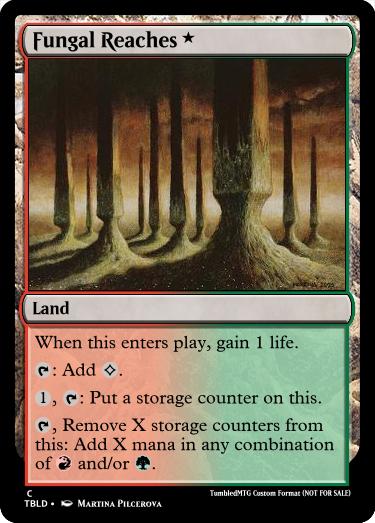 Fungal Reaches ★
Land
When this enters play, gain 1 life.
: Add .
1, : Put a storage counter on this.
, Remove X storage counters from
this: Add X mana in any combination
of and/or .
C
TBLD • Martina Pilcerova
TumbledMTG Custom Format (NOT FOR SALE)